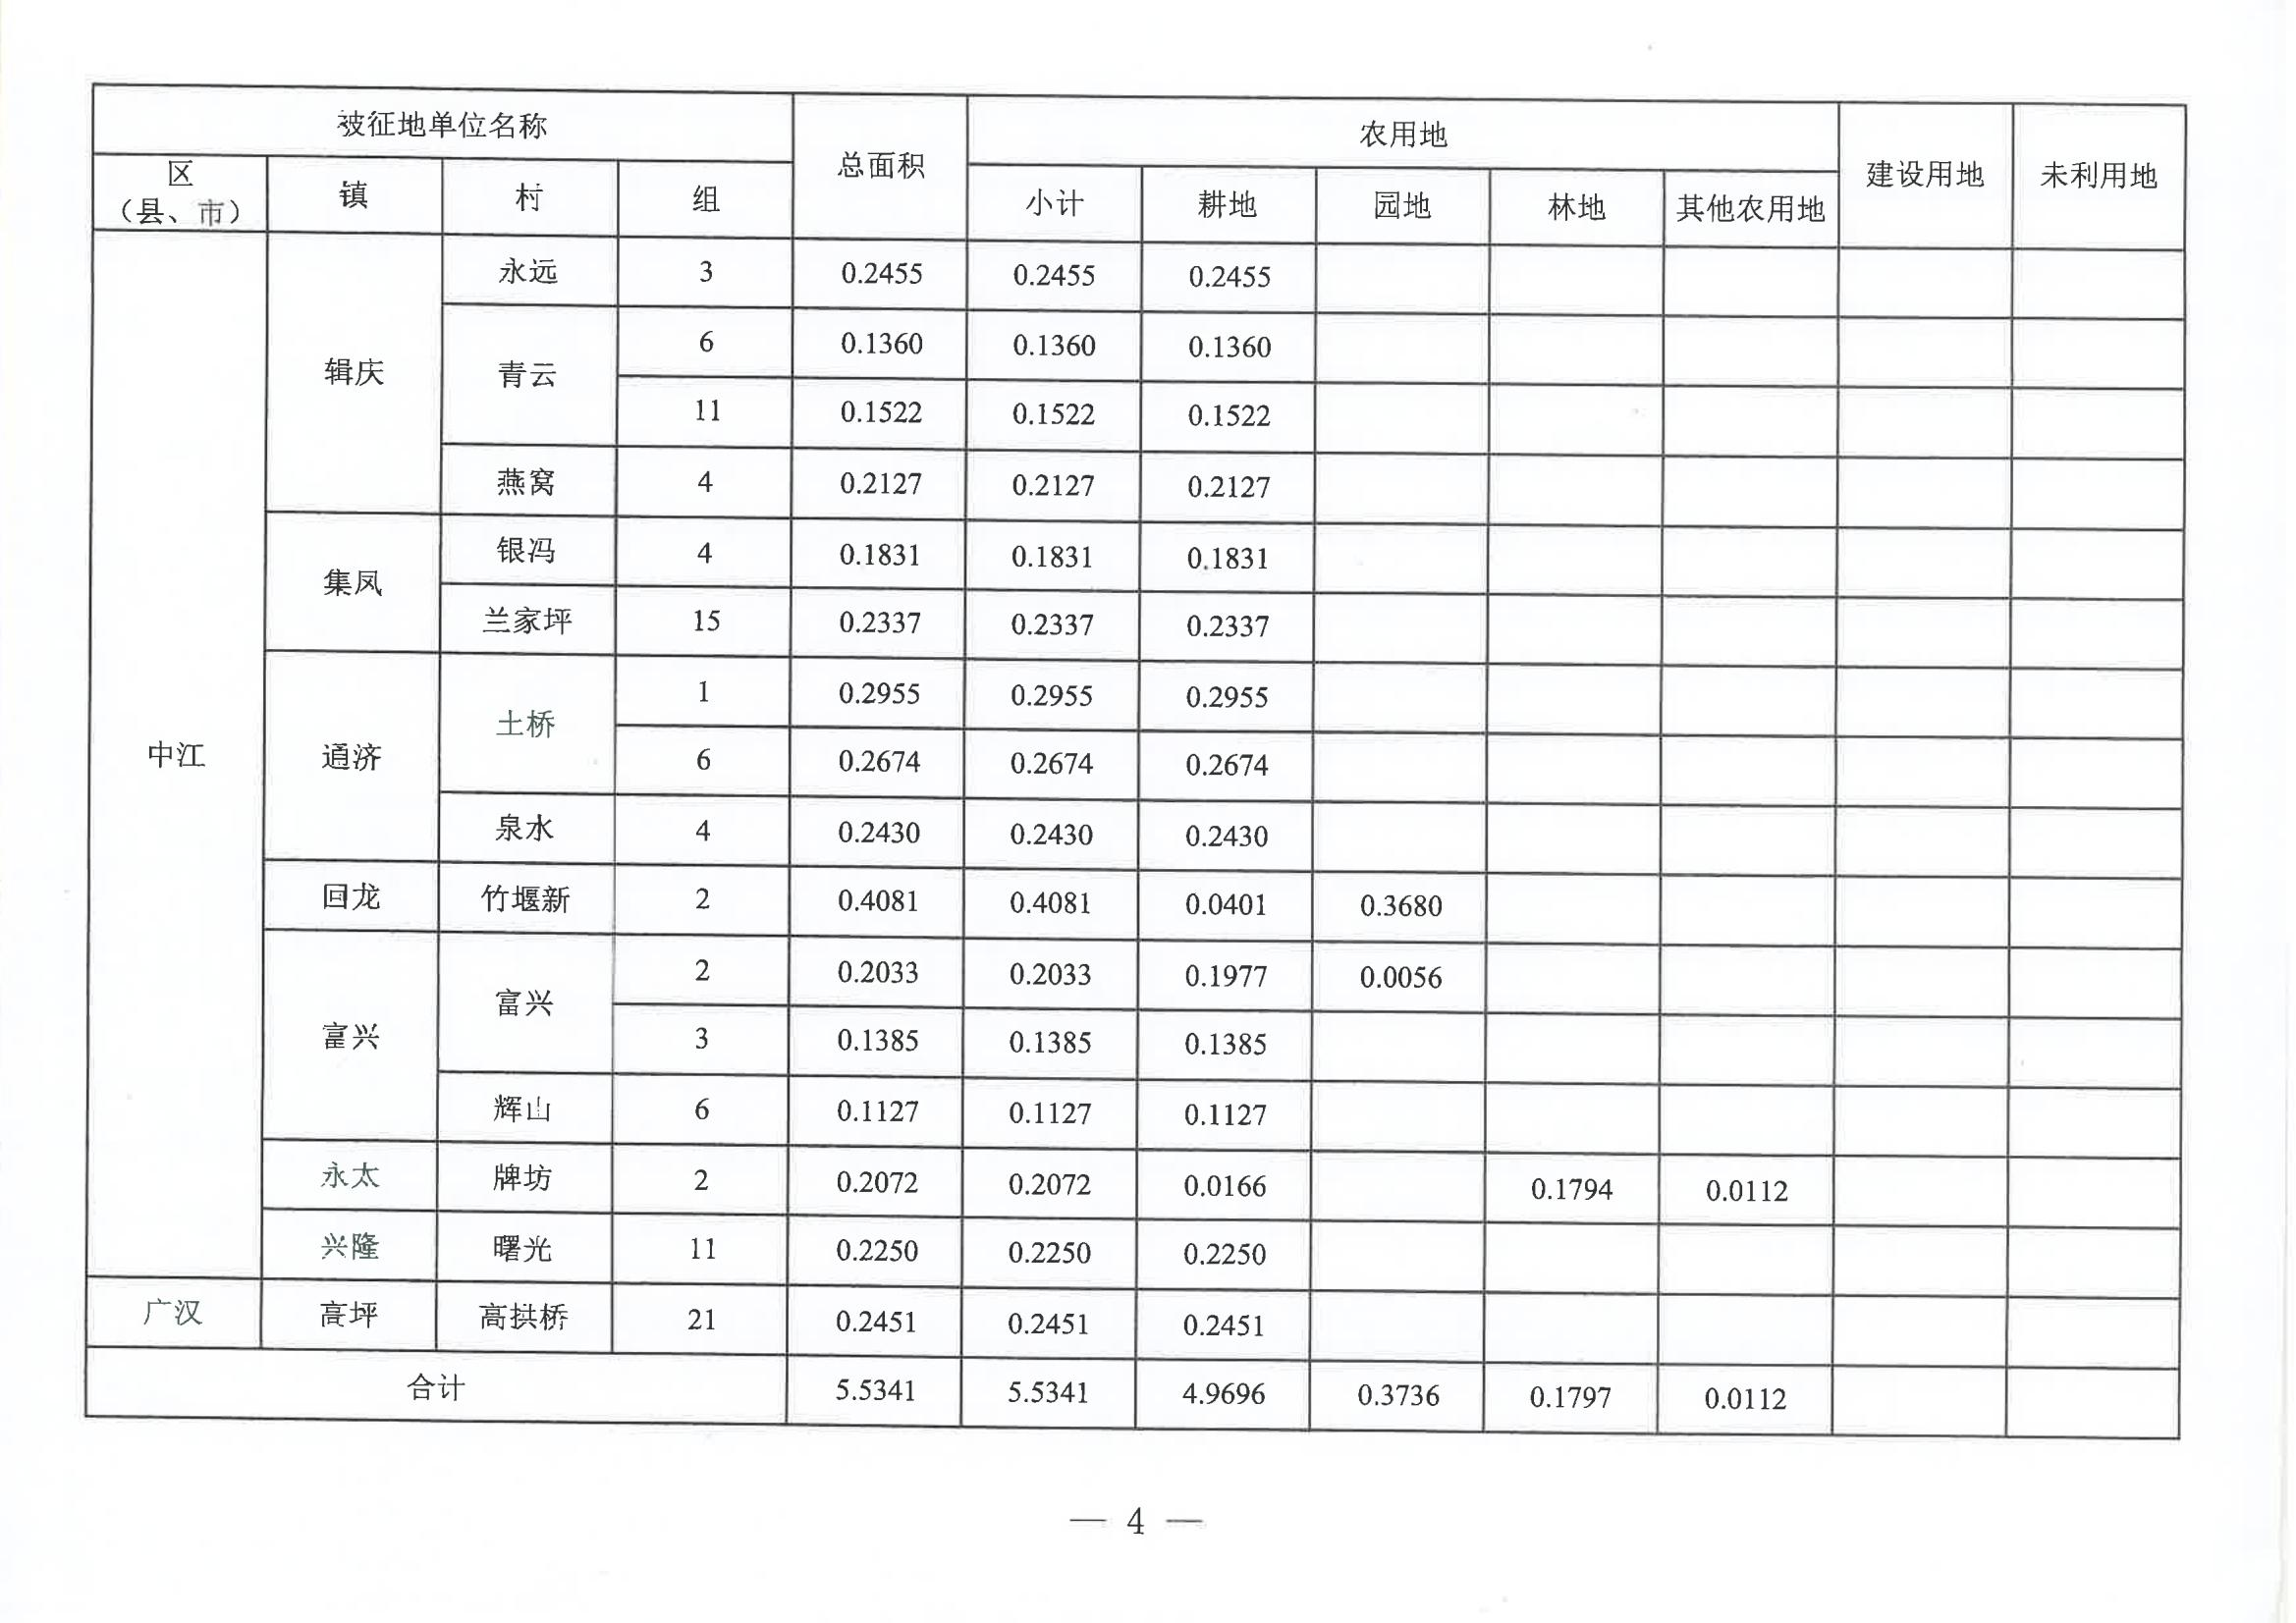 被征地单位名称 总面积 农用地 建设用地 未利用地
区（县、市） 镇 村 组 小计 耕地 园地 林地 其他农用地
中江 辑庆 永远 3 0.2455 0.2455 0.2455
青云 6 0.1360 0.1360 0.1360
11 0.1522 0.1522 0.1522
燕窝 4 0.2127 0.2127 0.2127
集凤 银冯 4 0.1831 0.1831 0.1831
兰家坪 15 0.2337 0.2337 0.2337
通济 土桥 1 0.2955 0.2955 0.2955
6 0.2674 0.2674 0.2674
泉水 4 0.2430 0.2430 0.2430
回龙 竹堰新 2 0.4081 0.4081 0.0401 0.3680
富兴 富兴 2 0.2033 0.2033 0.1977 0.0056
3 0.1385 0.1385 0.1385
辉山 6 0.1127 0.1127 0.1127
永太 牌坊 2 0.2072 0.2072 0.0166 0.1794 0.0112
兴隆 曙光 11 0.2250 0.2250 0.2250
广汉 高坪 高拱桥 21 0.2451 0.2451 0.2451
合计 5.5341 5.5341 4.9696 0.3736 0.1797 0.0112
— 4 —